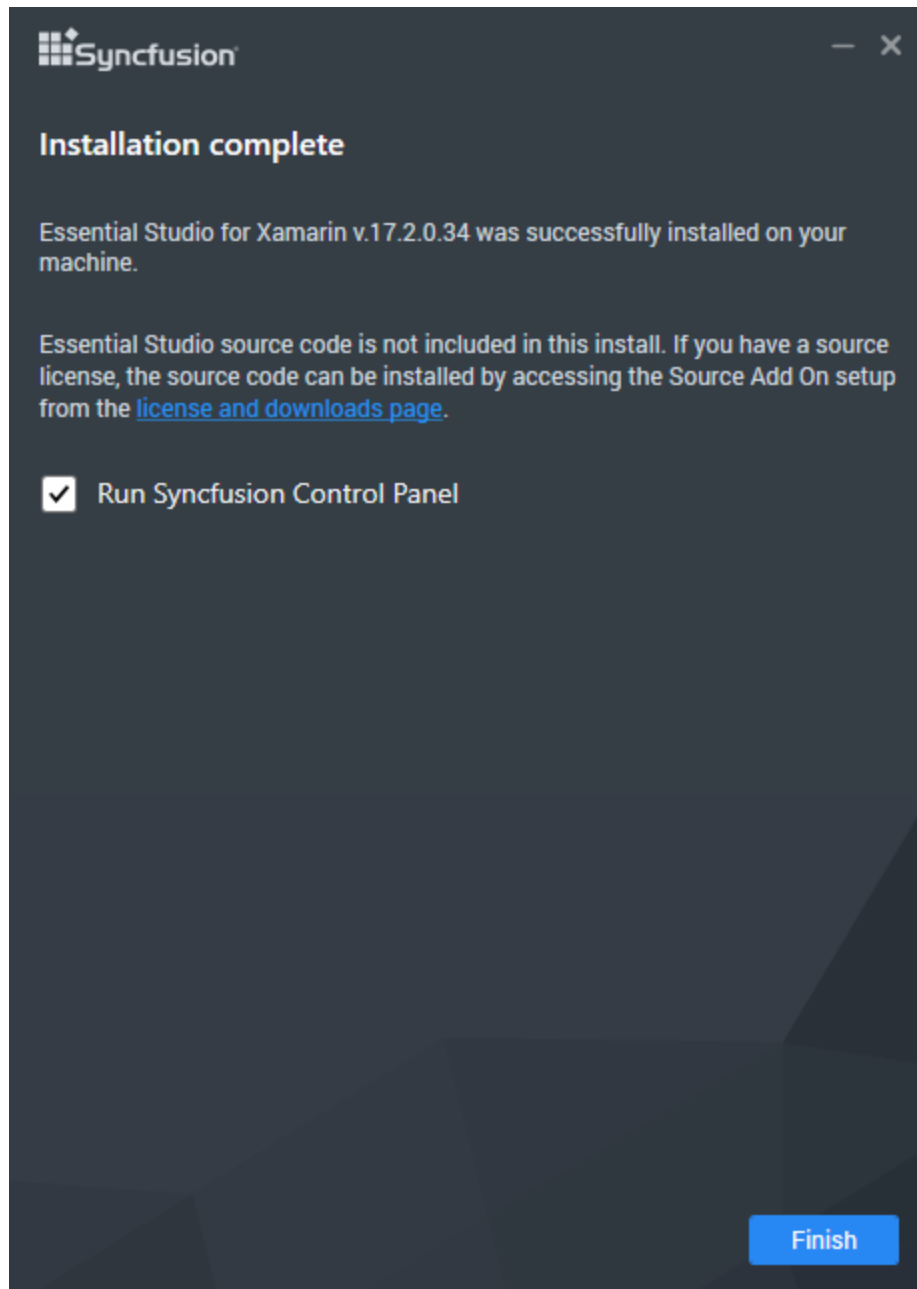 Syncfusion
Installation complete
Essential Studio for Xamarin v.17.2.0.34 was successfully installed on your
machine.
Essential Studio source code is not included in this install. If you have a source
license, the source code can be installed by accessing the Source Add On setup
from the license and downloads page.
Run Syncfusion Control Panel
Finish